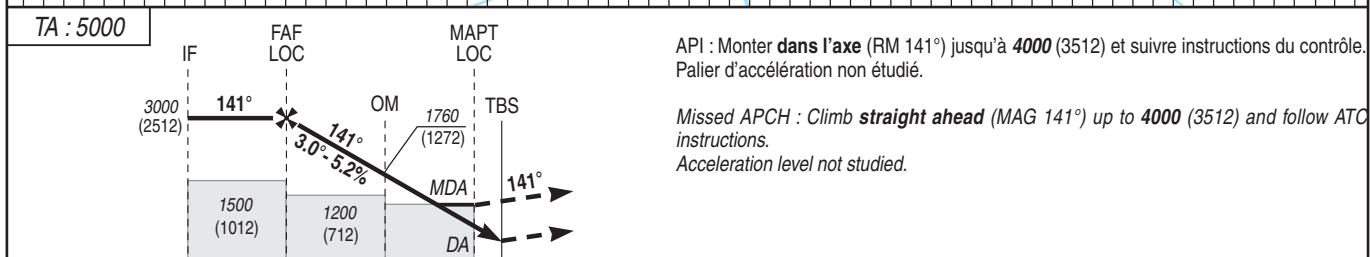 TA : 5000
IF
FAF
LOC
MAPT
LOC
3000
(2512)
141°
OM
1760
(1272)
TBS
141°
3.0°- 5.2%
MDA
141°
1500
(1012)
1200
(712)
DA
API : Monter dans l'axe (RM 141°) jusqu'à 4000 (3512) et suivre instructions du contrôle.
Palier d'accélération non étudié.
Missed APCH : Climb straight ahead (MAG 141°) up to 4000 (3512) and follow ATC
instructions.
Acceleration level not studied.